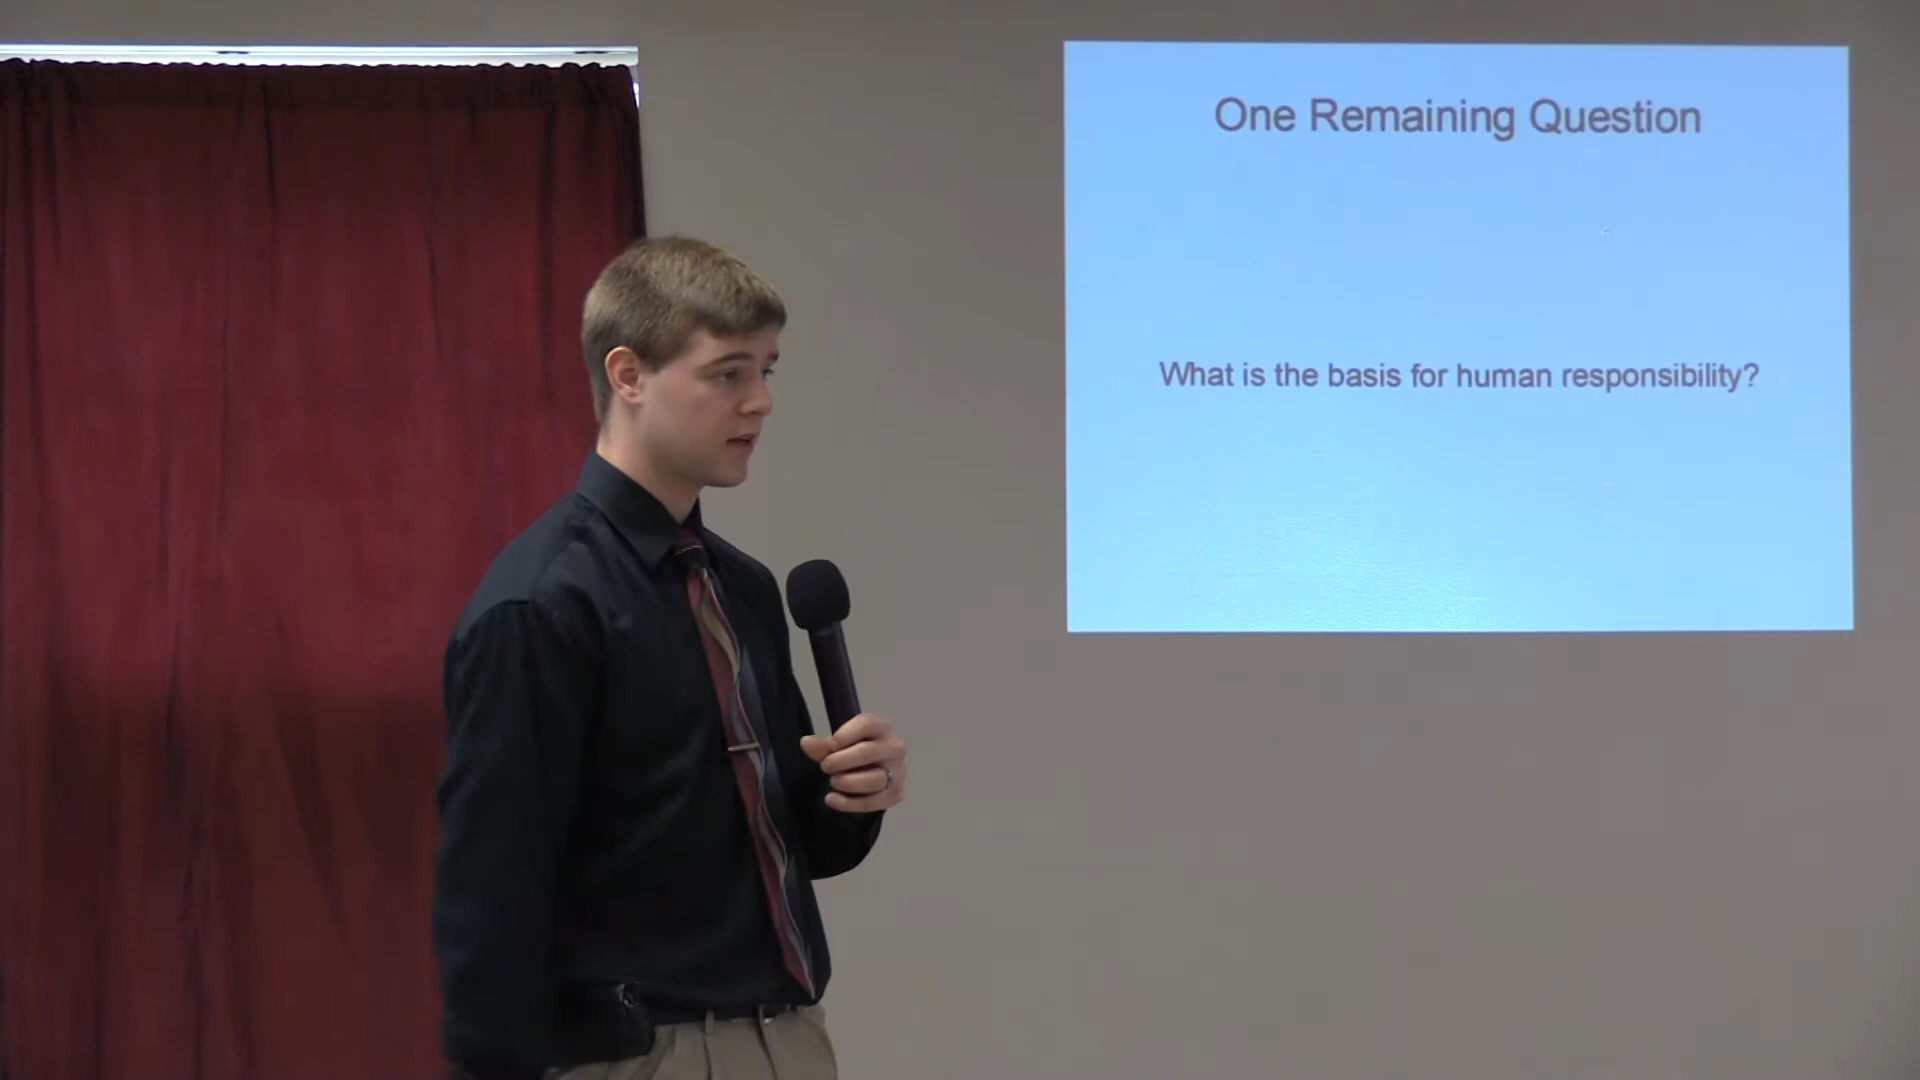 One Remaining Question
What is the basis for human responsibility?